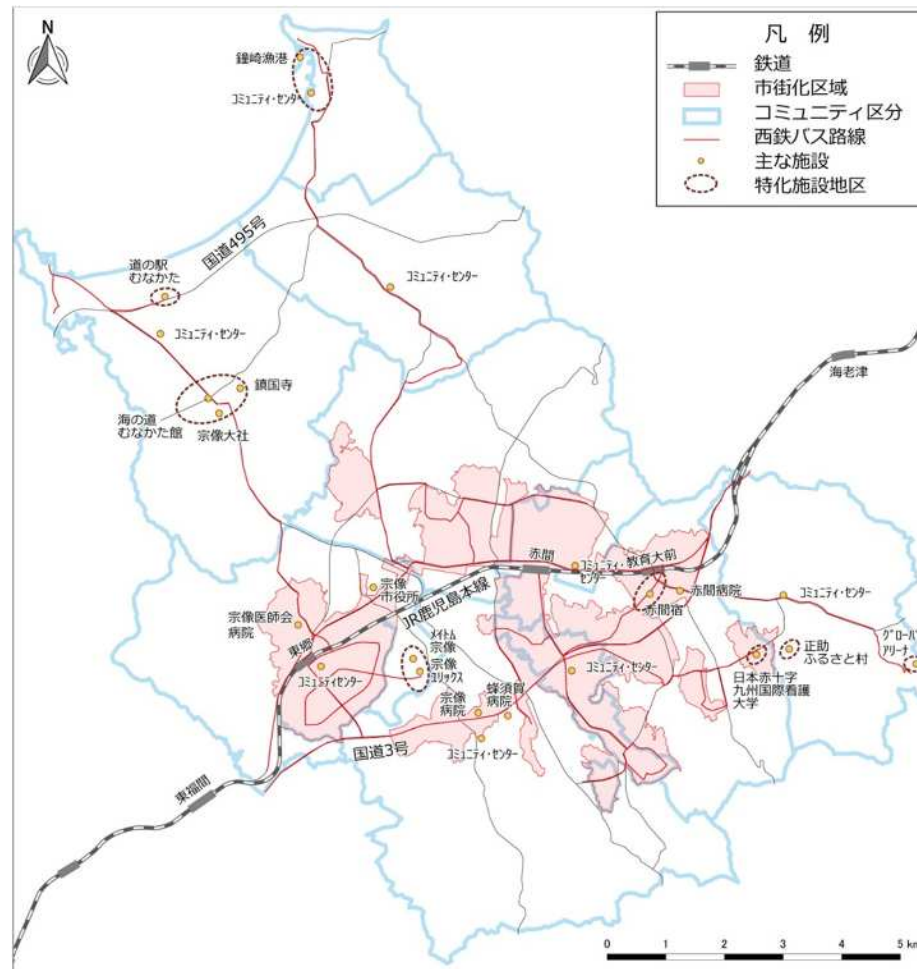 N
凡 例
鉄道
市街化区域
コミュニティ区分
西鉄バス路線
主な施設
特化施設地区
鐘崎漁港
コミュニティ・センター
国道495号
道の駅
むなかた
コミュニティ・センター
コミュニティ・センター
鎮国寺
海の道
むなかた館
宗像大社
海老津
赤間
コミュニティ・
センター
教育大前
宗像
市役所
JR鹿児島本線
赤間宿
赤間病院
コミュニティ・センター
宗像医師会
病院
東郷
コミュニティセンター
メイトム
宗像
宗像
ユリックス
コミュニティ・センター
グローバル
アリーナ
正助
ふるさと村
日本赤十字
九州国際看護
大学
宗像
病院
蜂須賀
病院
コミュニティ・センター
国道3号
東福間
0 1 2 3 4 5 km